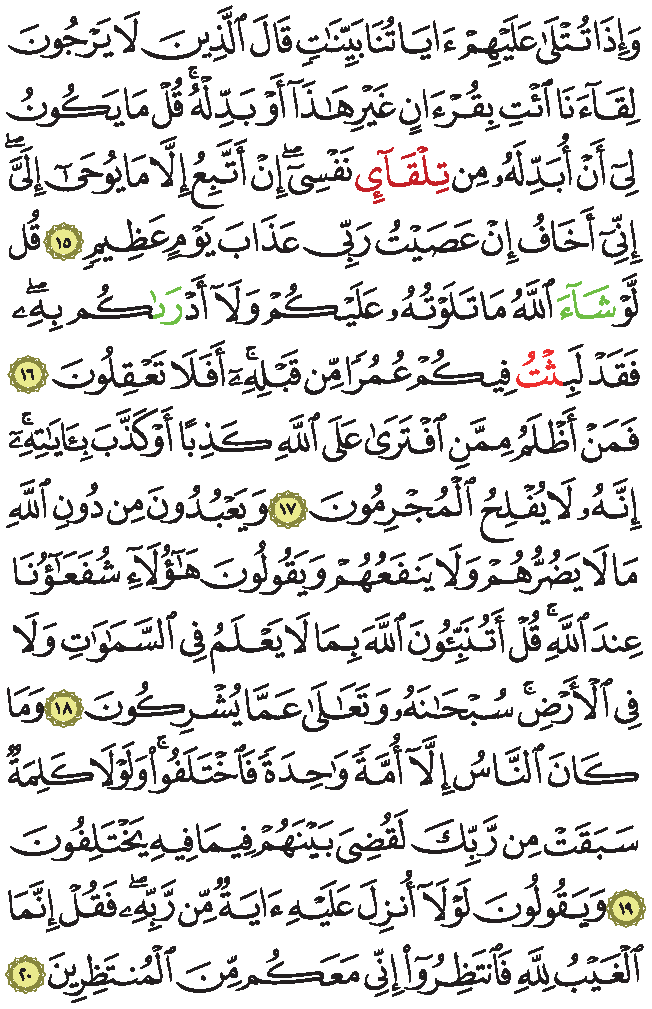 وَإِذَا تُتْلَىٰ عَلَيْهِمْ ءَايَاتُنَا بَيِّنَٰتٍ قَالَ ٱلَّذِينَ لَا يَرْجُونَ
لِقَآءَنَا ٱئْتِ بِقُرْءَانٍ غَيْرِ هَٰذَآ أَوْ بَدِّلْهُ ۚ قُلْ مَا يَكُونُ
لِىٓ أَنْ أُبَدِّلَهُۥ مِن تِلْقَآيِٕ نَفْسِىٓ ۖ إِنْ أَتَّبِعُ إِلَّا مَا يُوحَىٰٓ إِلَىَّ ۖ
إِنِّىٓ أَخَافُ إِنْ عَصَيْتُ رَبِّى عَذَابَ يَوْمٍ عَظِيمٍ ١٥ قُل
لَّوْ شَآءَ ٱللَّهُ مَا تَلَوْتُهُۥ عَلَيْكُمْ وَلَآ أَدْرَىٰكُم بِهِۦ ۖ
فَقَدْ لَبِثْتُ فِيكُمْ عُمُرًا مِّن قَبْلِهِۦٓ ۚ أَفَلَا تَعْقِلُونَ ١٦
فَمَنْ أَظْلَمُ مِمَّنِ ٱفْتَرَىٰ عَلَى ٱللَّهِ كَذِبًا أَوْ كَذَّبَ بِـَٔايَٰتِهِۦٓ ۚ
إِنَّهُۥ لَا يُفْلِحُ ٱلْمُجْرِمُونَ ١٧ وَيَعْبُدُونَ مِن دُونِ ٱللَّهِ
مَا لَا يَضُرُّهُمْ وَلَا يَنفَعُهُمْ وَيَقُولُونَ هَٰٓؤُلَآءِ شُفَعَٰٓؤُنَا
عِندَ ٱللَّهِ ۚ قُلْ أَتُنَبِّـُٔونَ ٱللَّهَ بِمَا لَا يَعْلَمُ فِى ٱلسَّمَٰوَٰتِ وَلَا
فِى ٱلْأَرْضِ ۚ سُبْحَٰنَهُۥ وَتَعَٰلَىٰ عَمَّا يُشْرِكُونَ ١٨ وَمَا
كَانَ ٱلنَّاسُ إِلَّآ أُمَّةً وَٰحِدَةً فَٱخْتَلَفُوا۟ ۚ وَلَوْلَا كَلِمَةٌ
سَبَقَتْ مِن رَّبِّكَ لَقُضِىَ بَيْنَهُمْ فِيمَا فِيهِ يَخْتَلِفُونَ
١٩ وَيَقُولُونَ لَوْلَآ أُنزِلَ عَلَيْهِ ءَايَةٌ مِّن رَّبِّهِۦ ۖ فَقُلْ إِنَّمَا
ٱلْغَيْبُ لِلَّهِ فَٱنتَظِرُوٓا۟ إِنِّى مَعَكُم مِّنَ ٱلْمُنتَظِرِينَ ٢٠